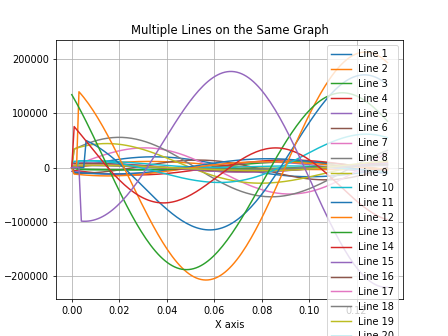 Multiple Lines on the Same Graph
200000
100000
0
−100000
−200000
0.00
0.02
0.04
0.06
0.08
0.10
X axis
Line 1
Line 2
Line 3
Line 4
Line 5
Line 6
Line 7
Line 8
Line 9
Line 10
Line 11
Line 12
Line 13
Line 14
Line 15
Line 16
Line 17
Line 18
Line 19
Line 20